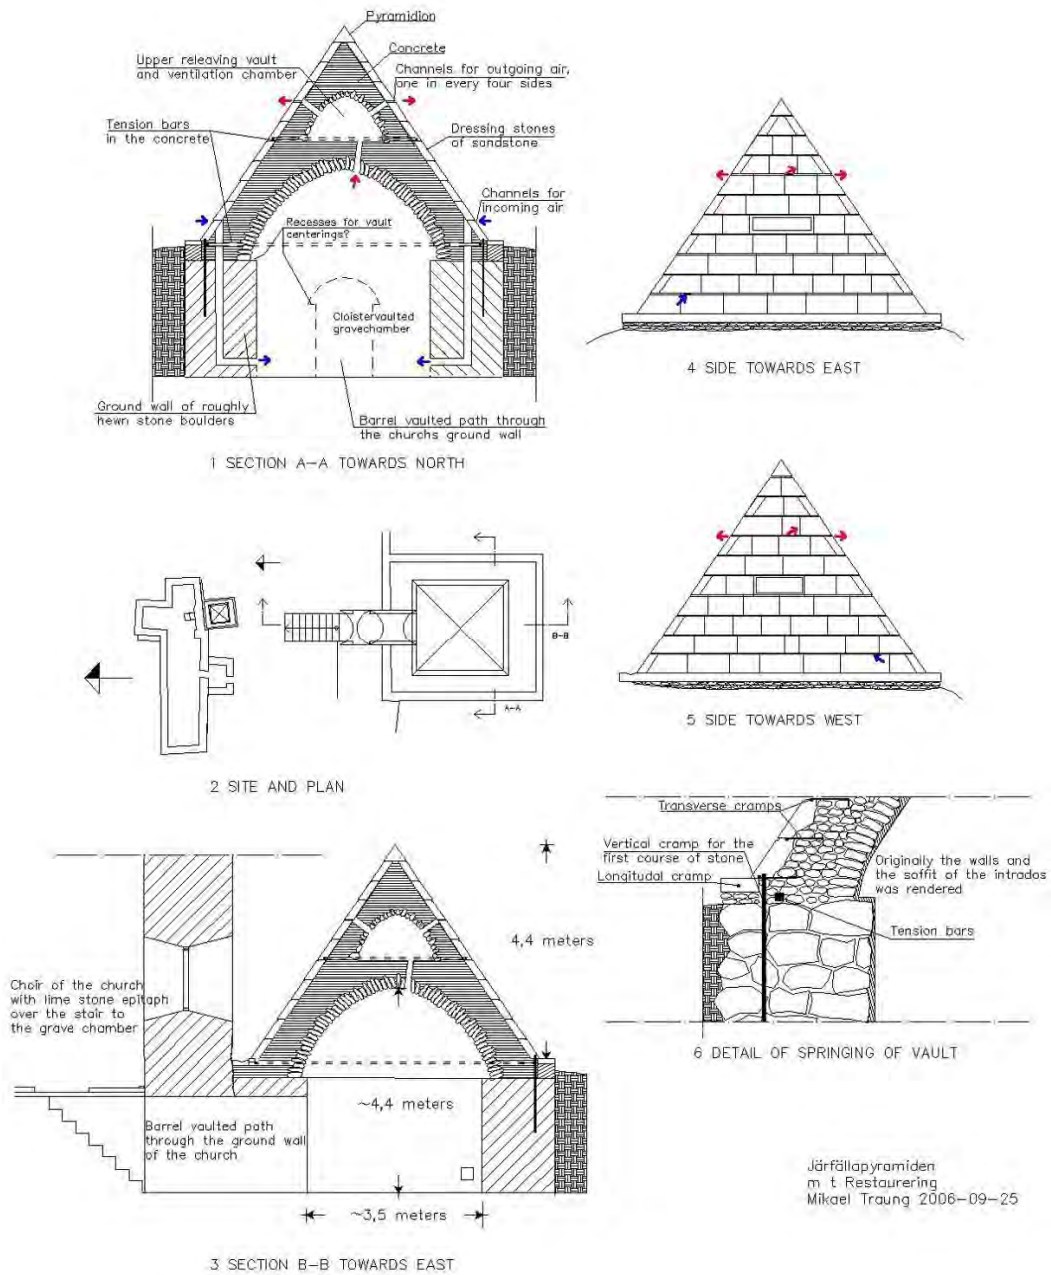 Pyramidion
Concrete
Upper releaving vault
and ventilation chamber
Channels for outgoing air,
one in every four sides
Tension bars
in the concrete
Dressing stones
of sandstone
Channels for
incoming air
Recesses for vault
centerings?
Cloistervaulted
gravechamber
Ground wall of roughly
hewn stone boulders
Barrel vaulted path through
the churchs ground wall
1 SECTION A-A TOWARDS NORTH
4 SIDE TOWARDS EAST
B-B
A-A
2 SITE AND PLAN
5 SIDE TOWARDS WEST
Choir of the church
with lime stone epitaph
over the stair to
the grave chamber
4,4 meters
~4,4 meters
Barrel vaulted path
through the ground wall
of the church
~3,5 meters
3 SECTION B-B TOWARDS EAST
Transverse cramps
Vertical cramp for the
first course of stone
Longitudal cramp
Originally the walls and
the soffit of the intrados
was rendered
Tension bars
6 DETAIL OF SPRINGING OF VAULT
Järfällapyramiden
m t Restaurering
Mikael Traung 2006-09-25